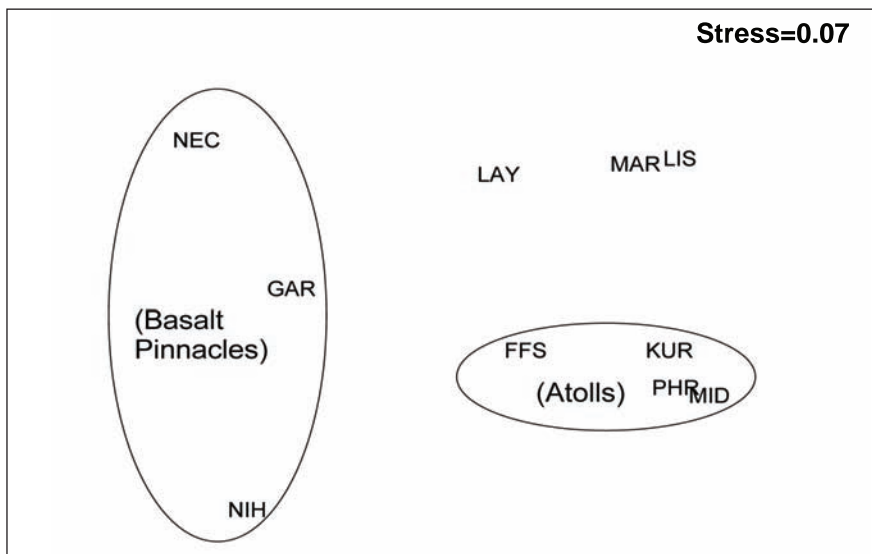 Stress=0.07
NEC
LAY
MAR
LIS
GAR
(Basalt
Pinnacles)
FFS
KUR
(Atolls)
PHR
MID
NIH